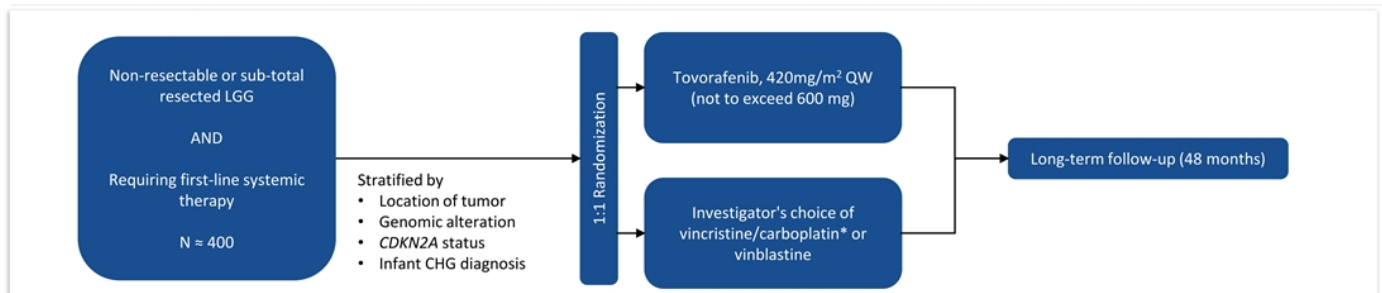 Non-resectable or sub-total
resected LGG
AND
Requiring first-line systemic
therapy
N ≈ 400
Stratified by
• Location of tumor
• Genomic alteration
• CDKN2A status
• Infant CHG diagnosis
1:1 Randomization
Tovorafenib, 420mg/m² QW
(not to exceed 600 mg)
Investigator's choice of
vincristine/carboplatin* or
vinblastine
Long-term follow-up (48 months)